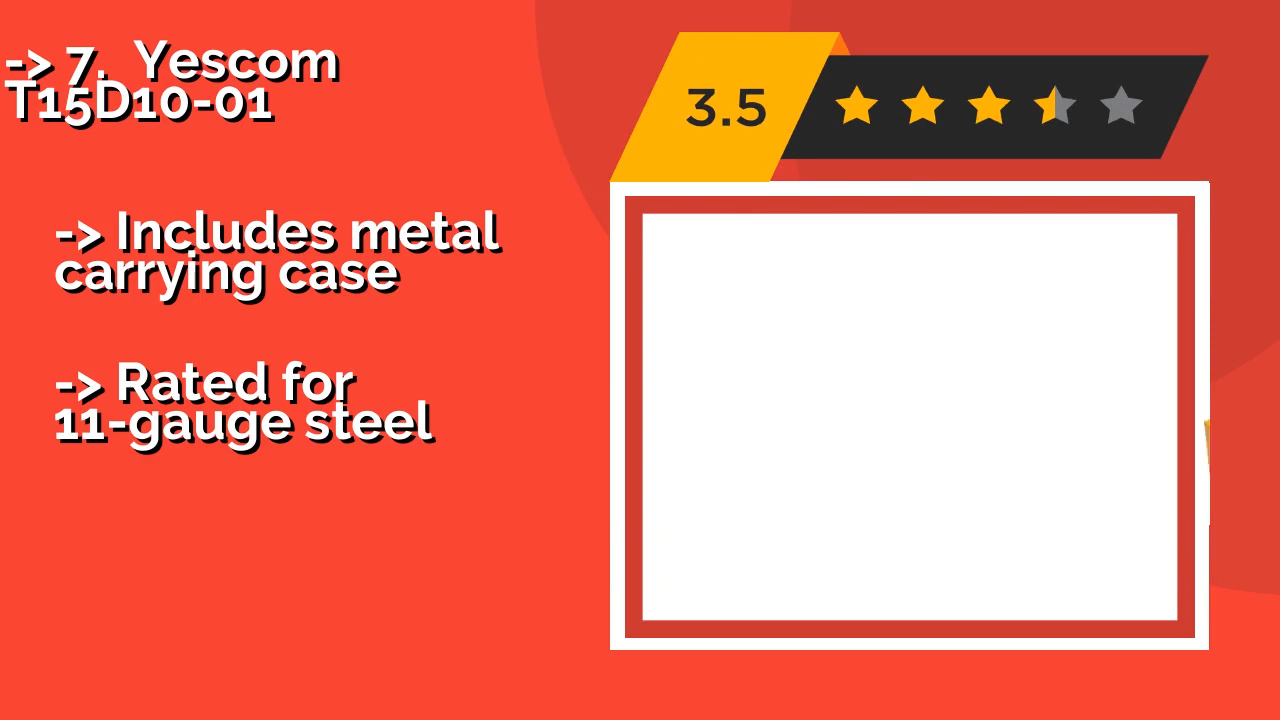 -> 7. Yescom
T15D10-01
3.5
-> Includes metal
carrying case
-> Rated for
11-gauge steel